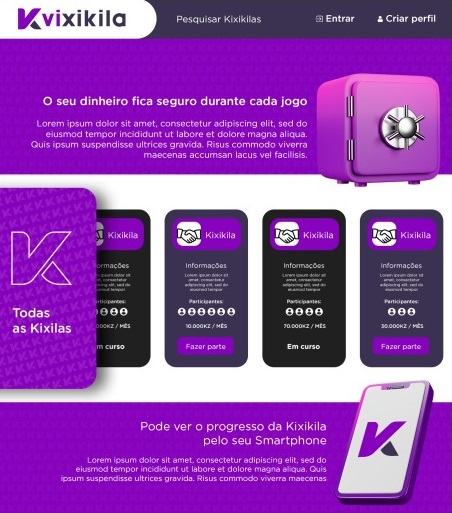 Kvixikila
Pesquisar Kixikilas
Entrar
Criar perfil
O seu dinheiro fica seguro durante cada jogo
Lorem ipsum dolor sit amet, consectetur adipiscing elit, sed do
eiusmod tempor incididunt ut labore et dolore magna aliqua.
Quis ipsum suspendisse ultrices gravida. Risus commodo viverra
maecenas accumsan lacus vel facilisis.
Todas
as Kixilas
Kixikila
Informações
Lorem ipsum dolor sit
amet, consectetur
adipiscing elit, sed do
eiusmod tempor
Participantes:
KZ / MÊS
Em curso
Kixikila
Informações
Lorem ipsum dolor sit
amet, consectetur
adipiscing elit, sed do
eiusmod tempor
Participantes:
10.000KZ / MÊS
Fazer parte
Kixikila
Informações
Lorem ipsum dolor sit
amet, consectetur
adipiscing elit, sed do
eiusmod tempor
Participantes:
70.000KZ / MÊS
Em curso
Kixikila
Informações
Lorem ipsum dolor sit
amet, consectetur
adipiscing elit, sed do
eiusmod tempor
Participantes:
30.000KZ / MÊS
Fazer parte
Pode ver o progresso da Kixikila
pelo seu Smartphone
Lorem ipsum dolor sit amet, consectetur adipiscing elit, sed do
eiusmod tempor incididunt ut labore et dolore magna aliqua. Quis
ipsum suspendisse ultrices gravida. Risus commodo viverra
maecenas